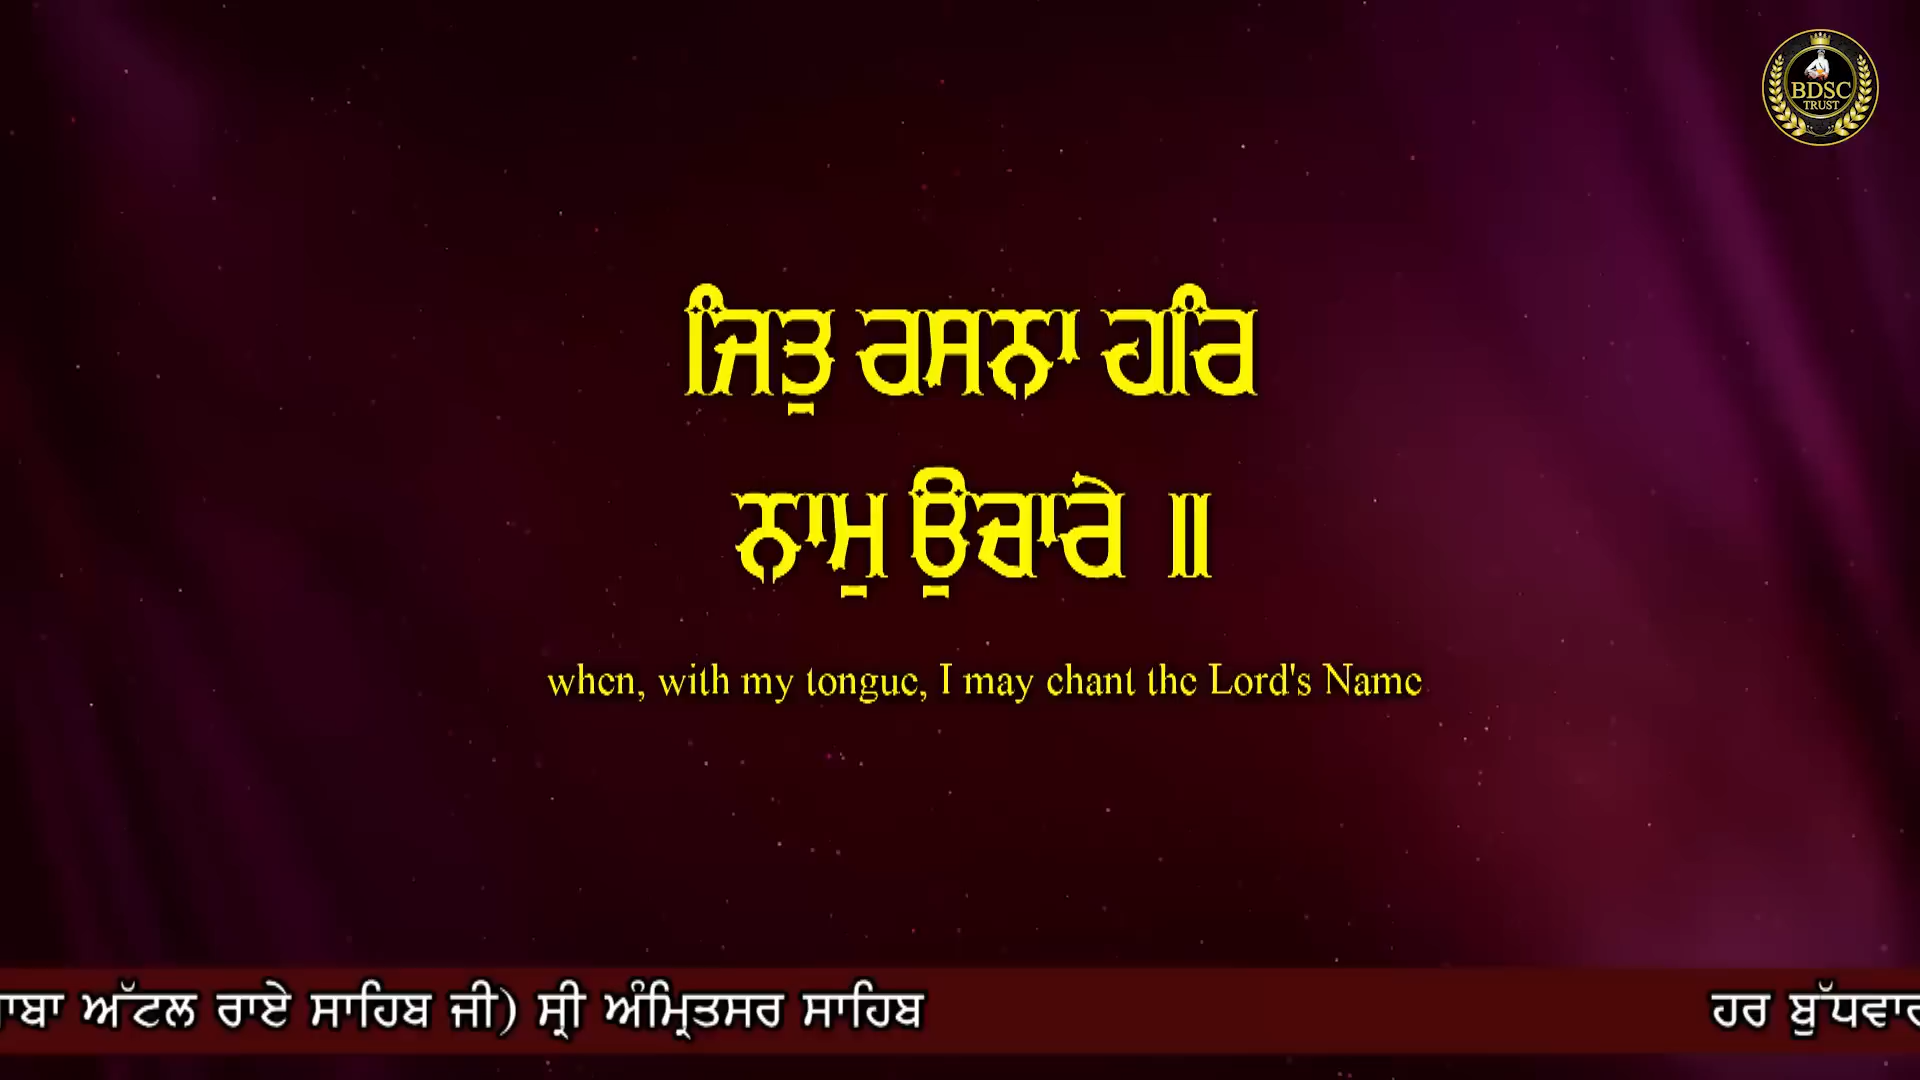 BDSC
TRUST
ਜਿਤੁ ਰਸਨਾ ਹਰਿ
ਨਾਮੁ ਉਚਾਰੇ ॥
when, with my tongue, I may chant the Lord's Name
ਅੱਟਲ ਰਾਏ ਸਾਹਿਬ ਜੀ) ਸ੍ਰੀ ਅੰਮ੍ਰਿਤਸਰ ਸਾਹਿਬ ਹਰ